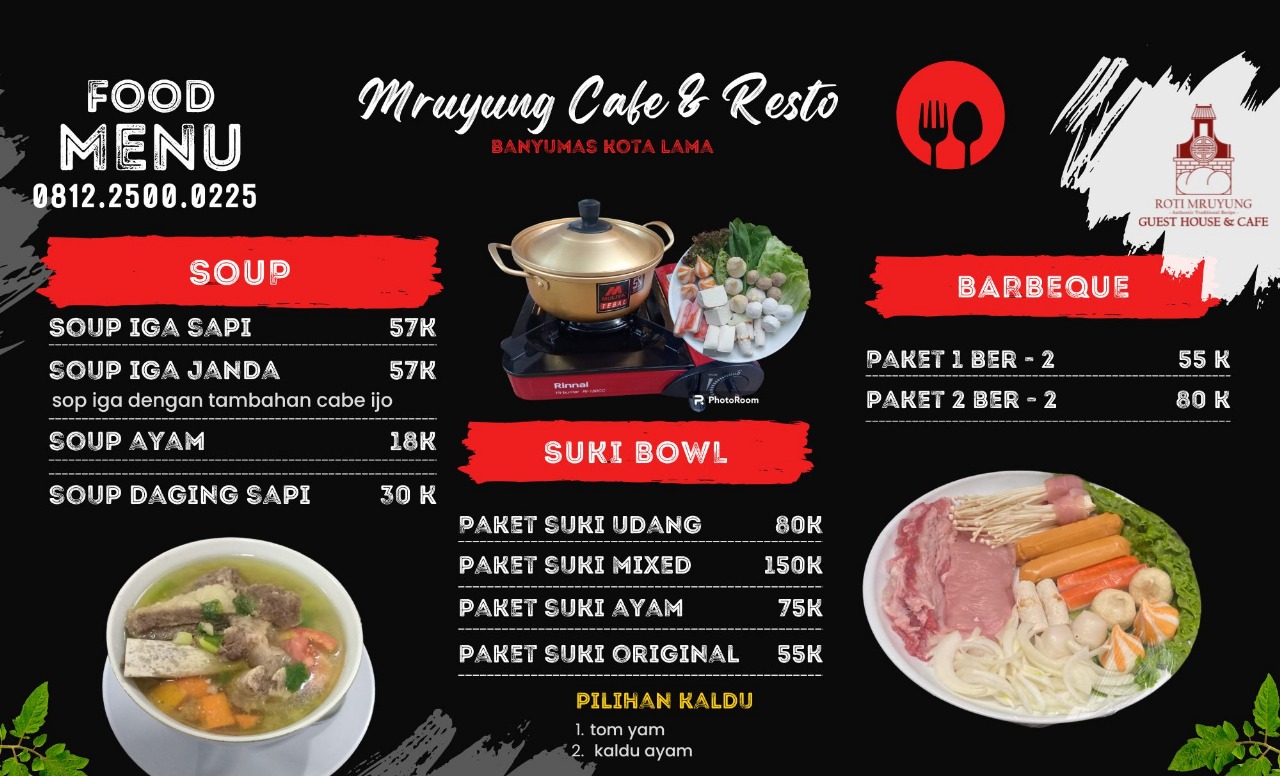 FOOD
MENU
0812.2500.0225
Mruyung Cafe & Resto
BANYUMAS KOTA LAMA
ROTI MRUYUNG
- Authentic Traditional Recipe -
GUEST HOUSE & CAFE
SOUP
SOUP IGA SAPI 57K
SOUP IGA JANDA 57K
sop iga dengan tambahan cabe ijo
SOUP AYAM 18K
SOUP DAGING SAPI 30 K
Rinnai
PhotoRoom
SUKI BOWL
PAKET SUKI UDANG 80K
PAKET SUKI MIXED 150K
PAKET SUKI AYAM 75K
PAKET SUKI ORIGINAL 55K
PILIHAN KALDU
1. tom yam
2. kaldu ayam
BARBEQUE
PAKET 1 BER - 2 55 K
PAKET 2 BER - 2 80 K